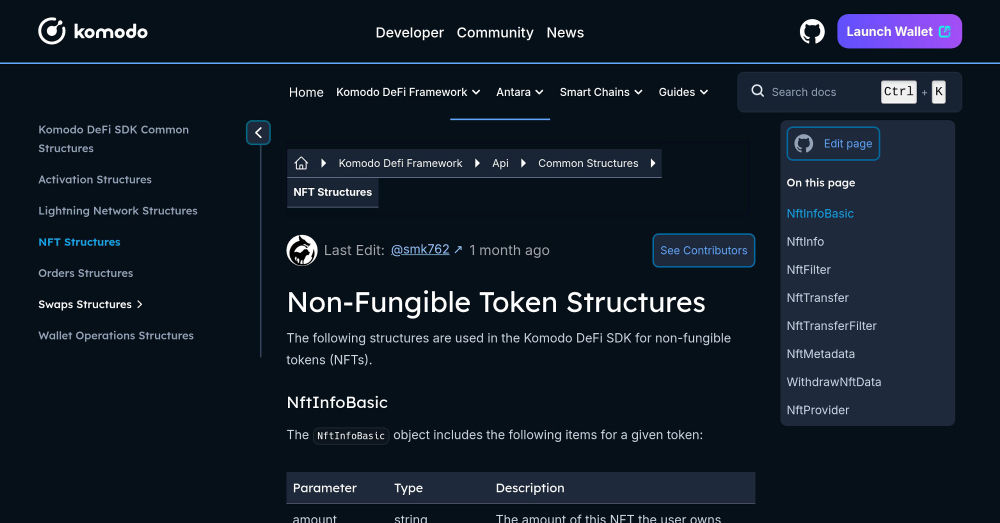 komodo
Developer Community News
Launch Wallet
Home Komodo DeFi Framework Antara Smart Chains Guides
Search docs Ctrl + K
Komodo DeFi SDK Common
Structures
Activation Structures
Lightning Network Structures
NFT Structures
Orders Structures
Swaps Structures
Wallet Operations Structures
Komodo Defi Framework Api Common Structures
NFT Structures
Last Edit: @smk762 ↗ 1 month ago
See Contributors
Non-Fungible Token Structures
The following structures are used in the Komodo DeFi SDK for non-fungible
tokens (NFTs).
NftInfoBasic
The NftInfoBasic object includes the following items for a given token:
Parameter Type Description
amount string The amount of this NFT the user owns
Edit page
On this page
NftInfoBasic
NftInfo
NftFilter
NftTransfer
NftTransferFilter
NftMetadata
WithdrawNftData
NftProvider